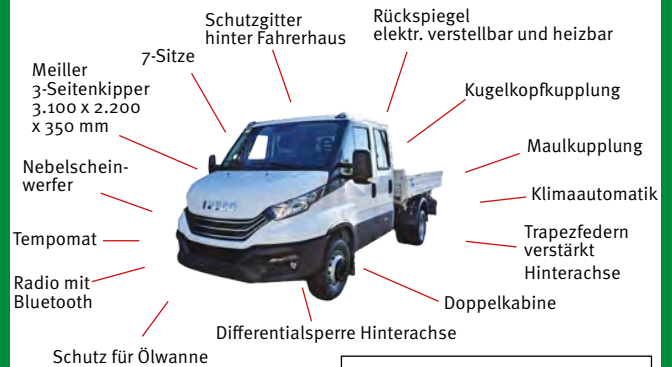 Schutzgitter
hinter Fahrerhaus
Rückspiegel
elektr. verstellbar und heizbar
7-Sitze
Meiller
3-Seitenkipper
3.100 x 2.200
x 350 mm
Kugelkopfkupplung
Maulkupplung
Nebelschein-
werfer
Klimaautomatik
IVECO
Tempomat
Trapezfedern
verstärkt
Hinterachse
Radio mit
Bluetooth
Doppelkabine
Differentialsperre Hinterachse
Schutz für Ölwanne